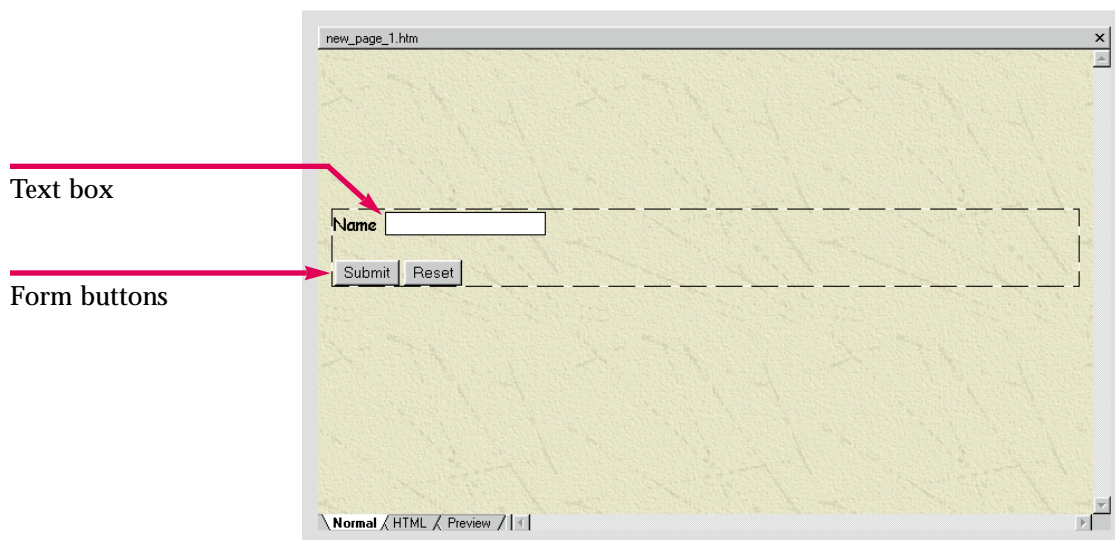 new_page_1.htm
Text box
Name
Submit Reset
Form buttons
Normal HTML Preview